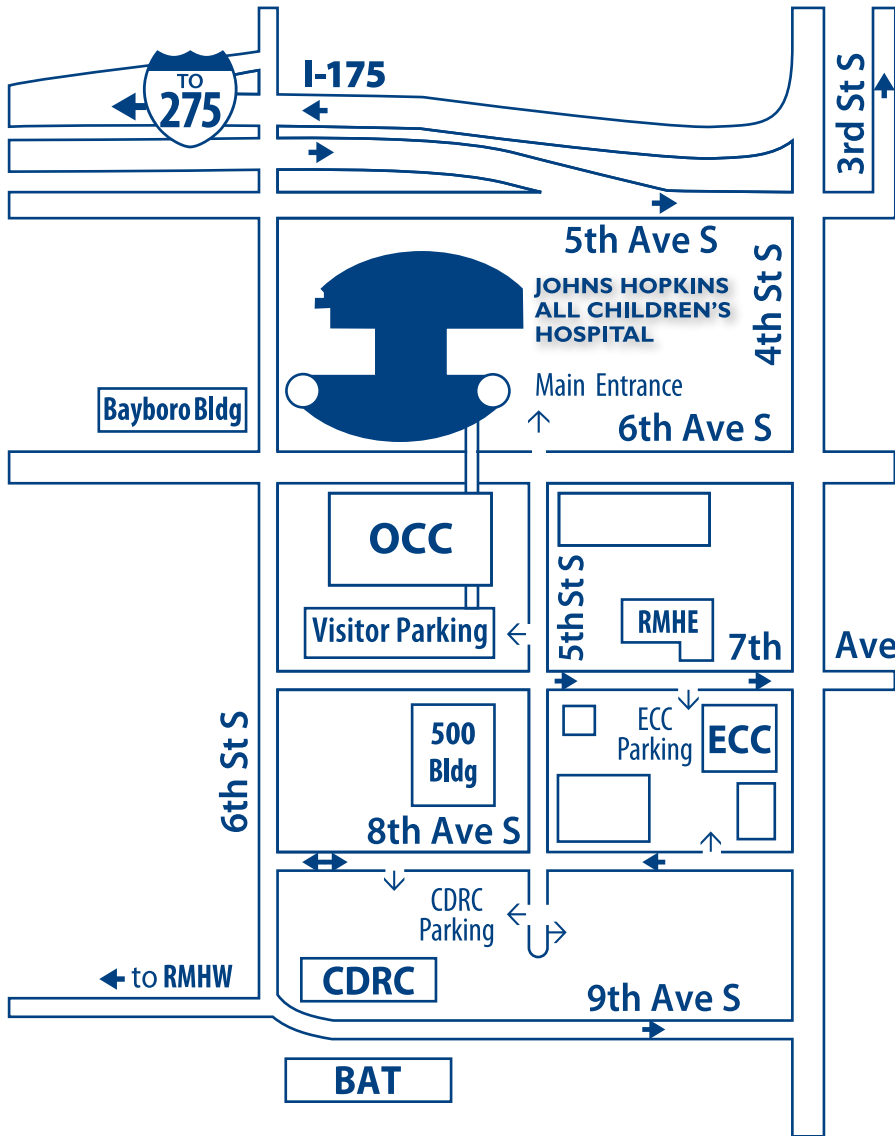 TO
275
I-175
3rd St S
5th Ave S
JOHNS HOPKINS
ALL CHILDREN'S
HOSPITAL
4th St S
Main Entrance
Bayboro Bldg
6th Ave S
OCC
5th St S
Visitor Parking
RMHE
7th Ave
6th St S
500
Bldg
ECC
Parking
ECC
8th Ave S
CDRC
Parking
to RMHW
CDRC
9th Ave S
BAT